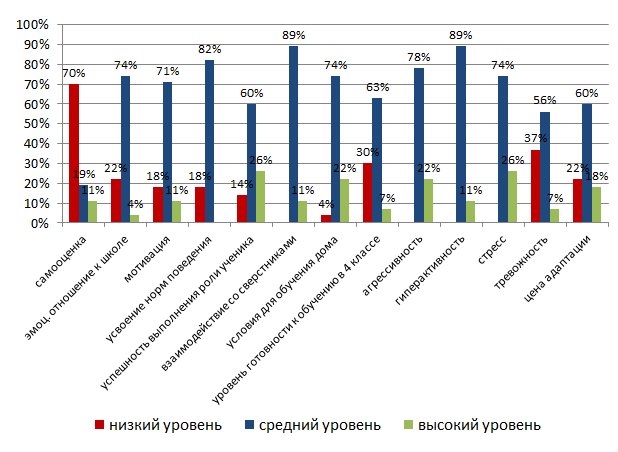 100%
90%
80%
70%
60%
50%
40%
30%
20%
10%
0%
70%
19%
11%
22%
74%
4%
18%
71%
11%
18%
82%
14%
60%
26%
89%
11%
4%
74%
22%
30%
63%
7%
78%
22%
89%
11%
74%
26%
37%
56%
7%
22%
60%
18%
самооценка
эмоц. отношение к школе
мотивация
усвоение норм поведения
успешность выполнения роли ученика
взаимодействие со сверстниками
условия для обучения дома
уровень готовности к обучению в 4 классе
агрессивность
гиперактивность
стресс
тревожность
цена адаптации
низкий уровень
средний уровень
высокий уровень